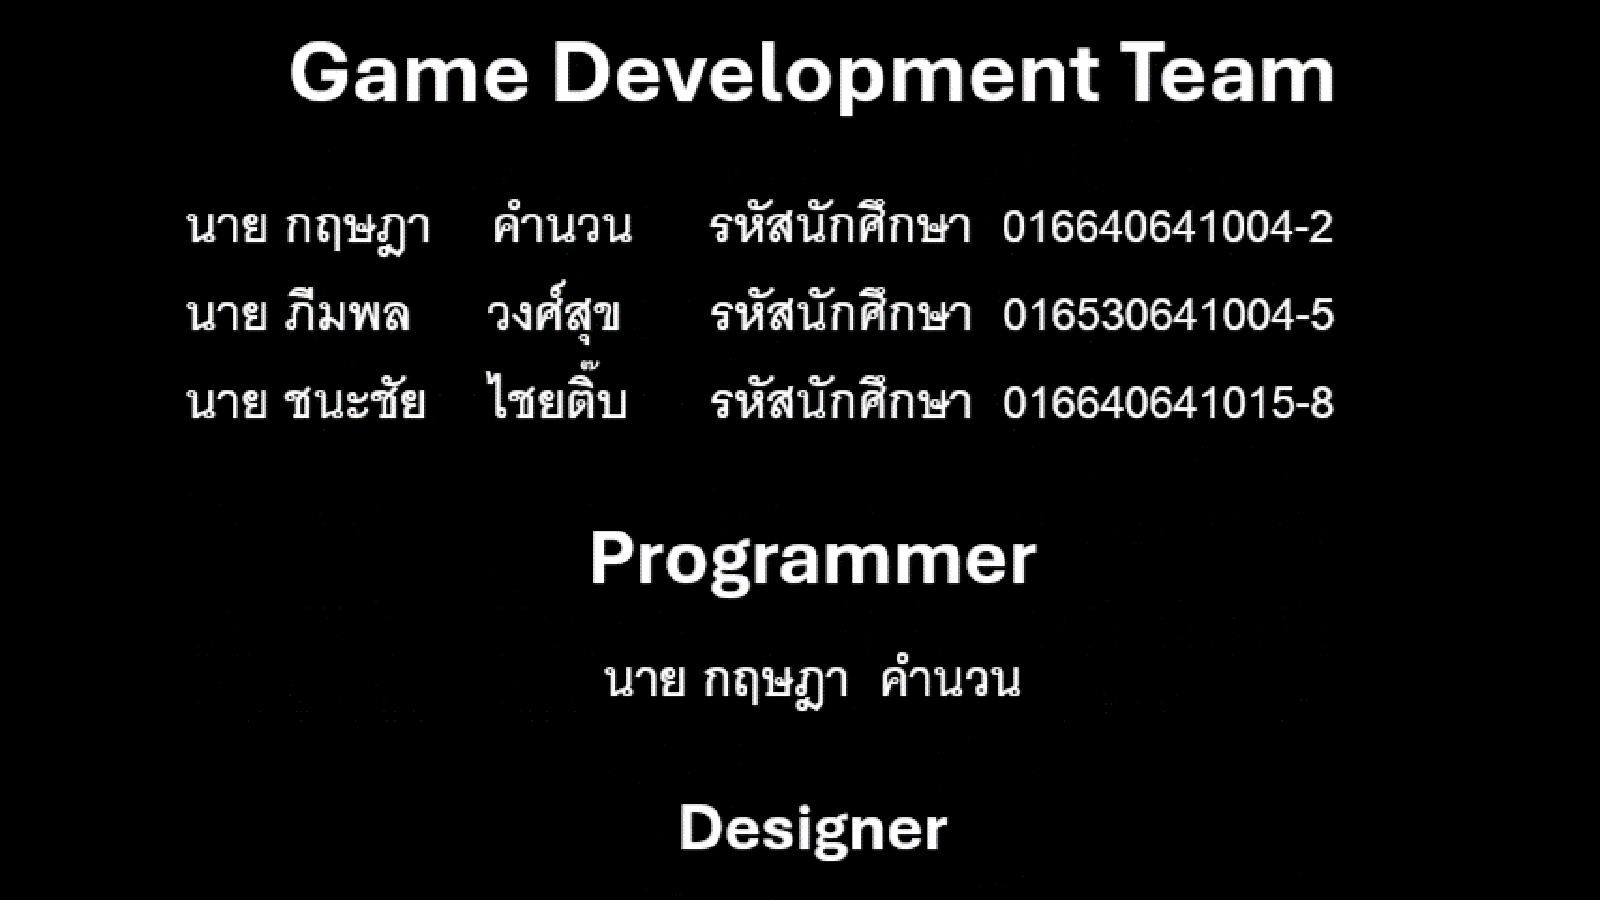 Game Development Team
นาย กฤษฎา คำนวน รหัสนักศึกษา 016640641004-2
นาย ภีมพล วงศ์สุข รหัสนักศึกษา 016530641004-5
นาย ชนะชัย ไชยติ๊บ รหัสนักศึกษา 016640641015-8
Programmer
นาย กฤษฎา คำนวน
Designer